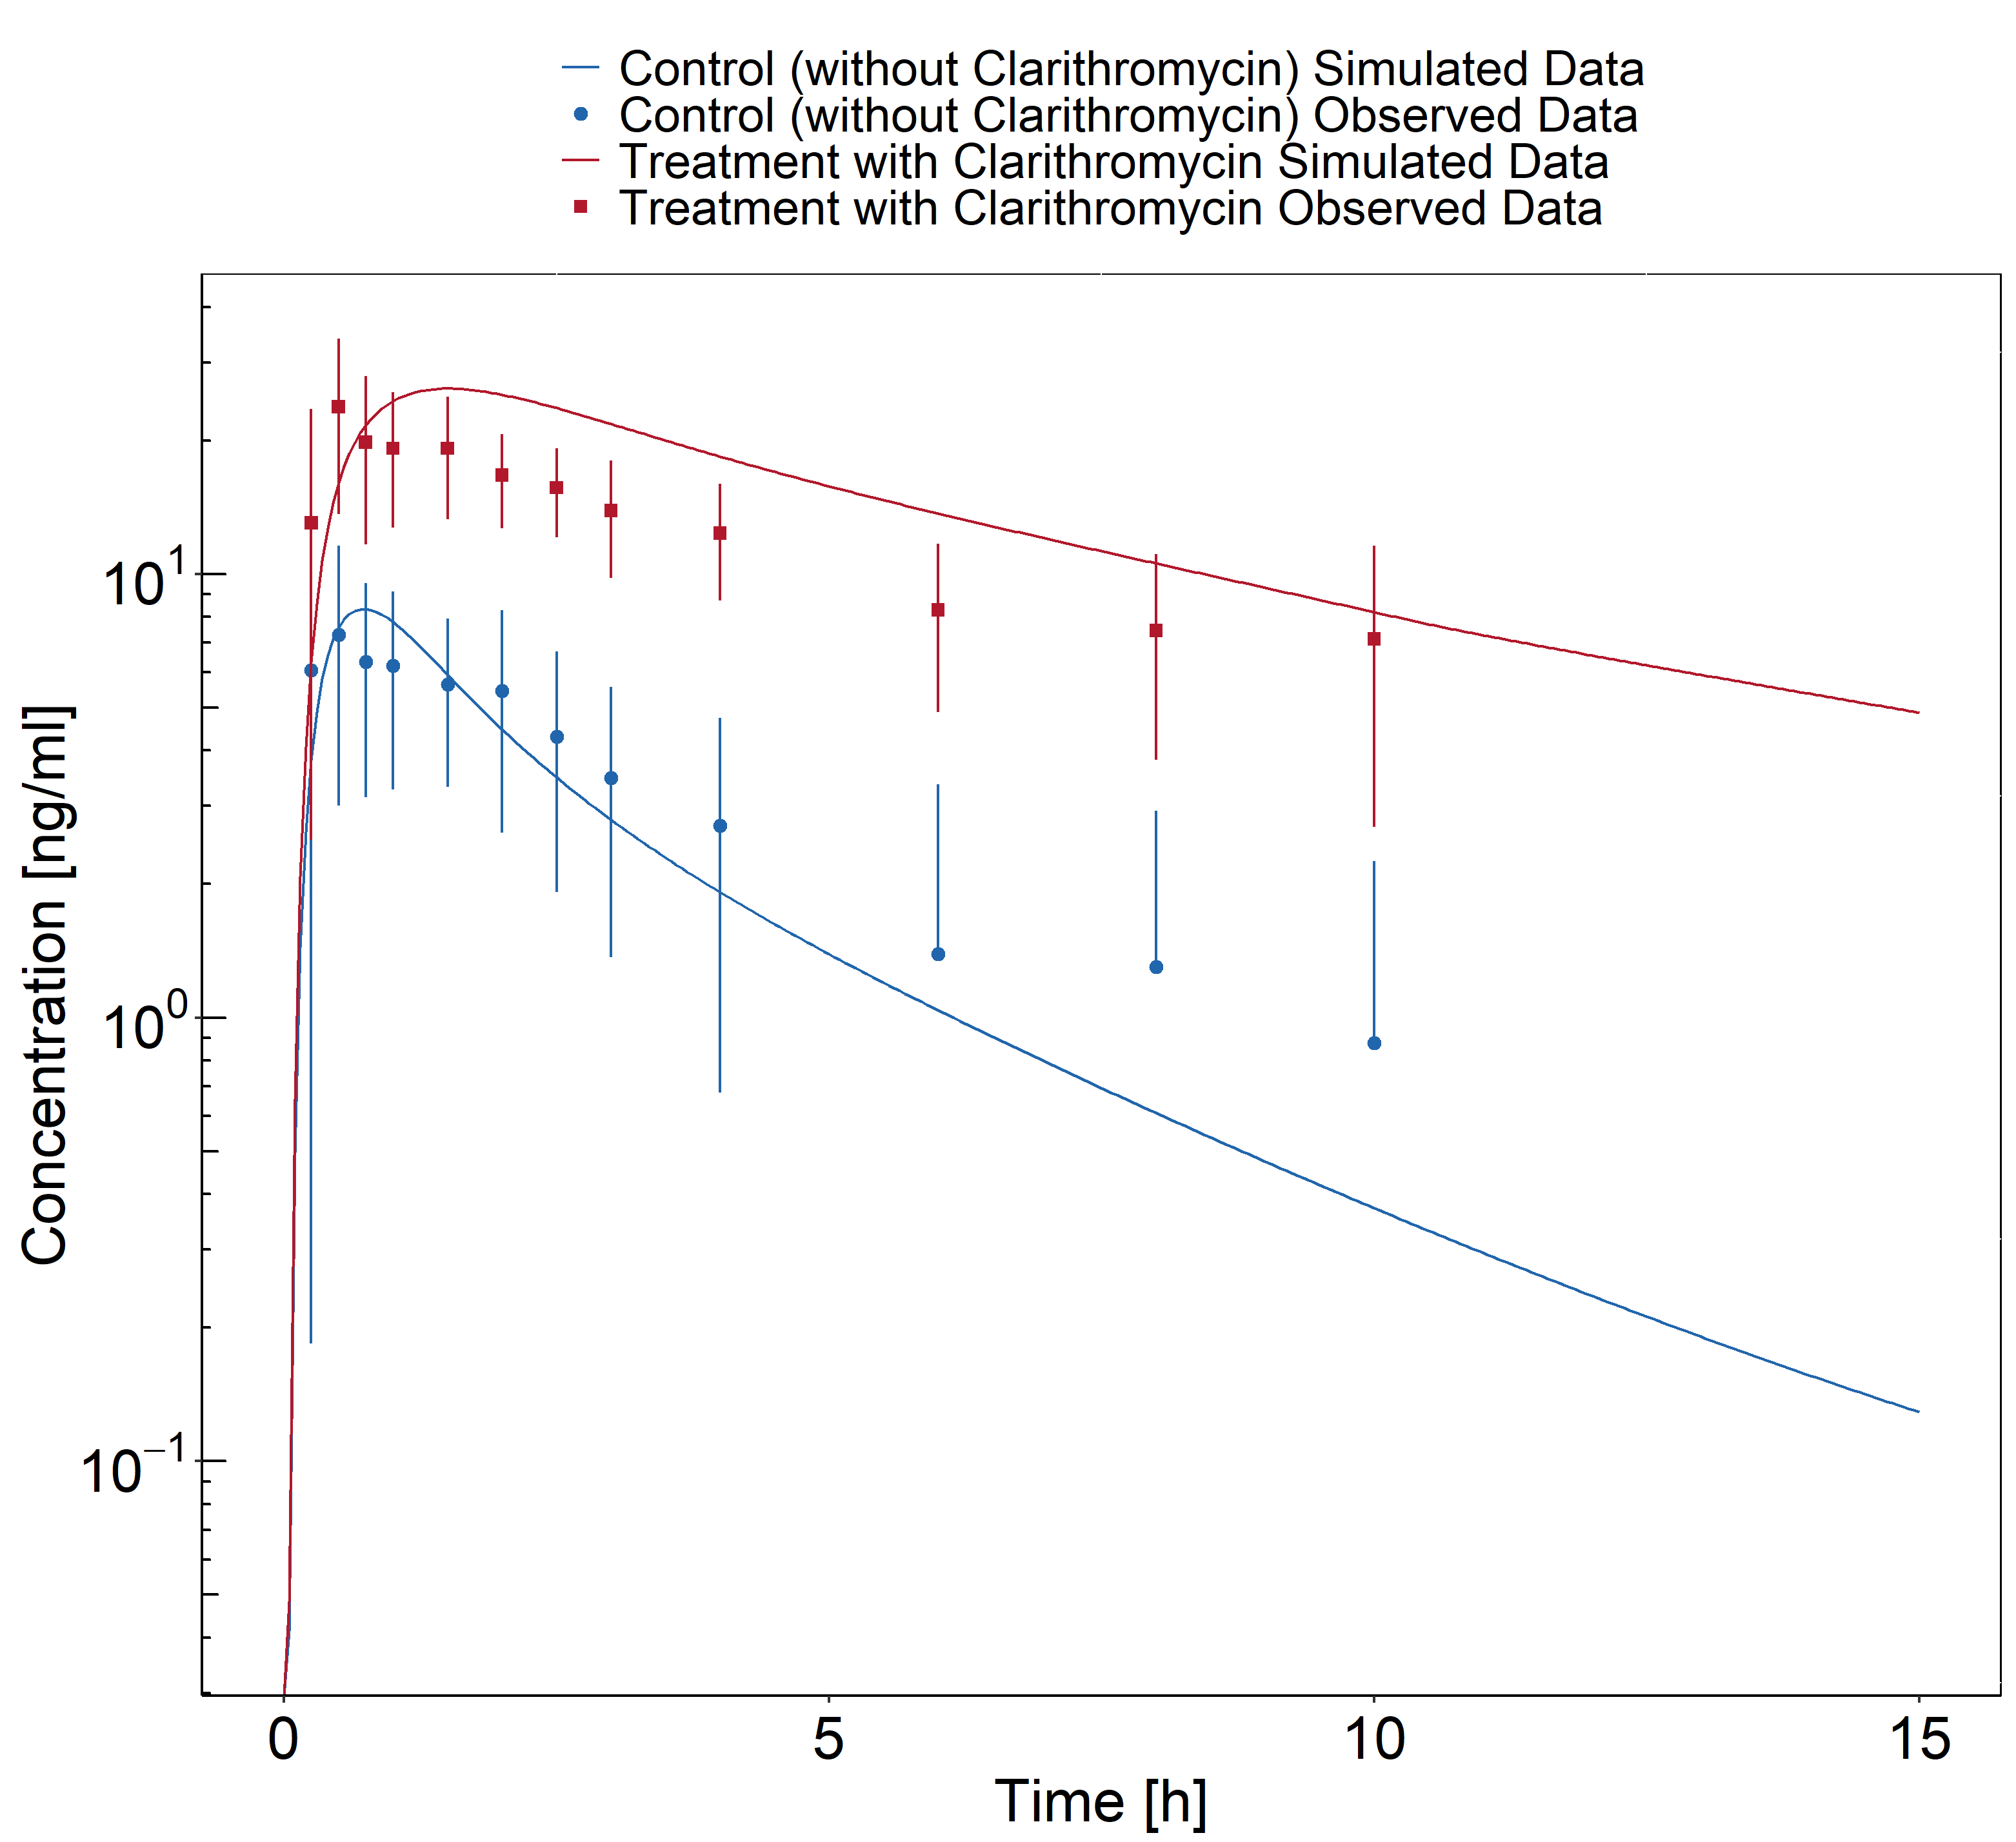 Control (without Clarithromycin) Simulated Data
Control (without Clarithromycin) Observed Data
Treatment with Clarithromycin Simulated Data
Treatment with Clarithromycin Observed Data
10¹
10⁰
10⁻¹
Concentration [ng/ml]
0 5 10 15
Time [h]